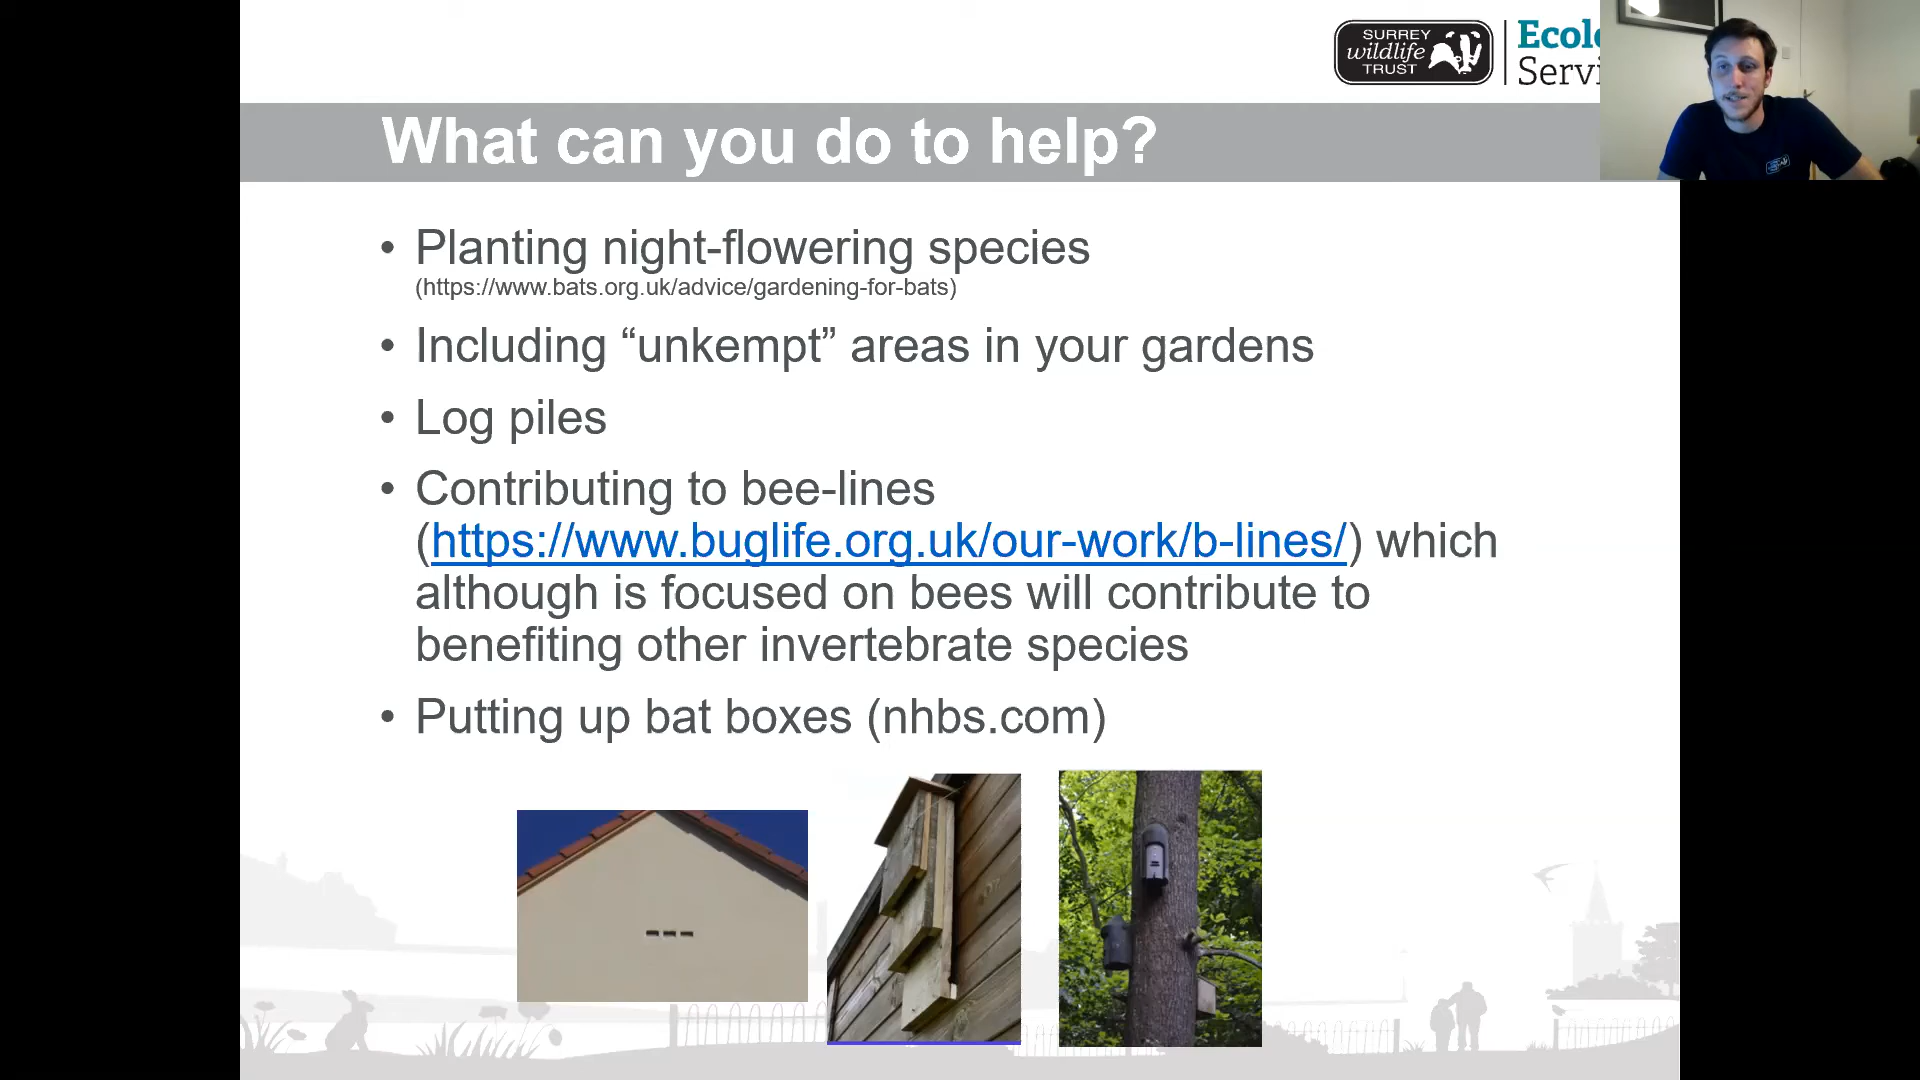 SURREY
wildlife
TRUST
What can you do to help?
• Planting night-flowering species
(https://www.bats.org.uk/advice/gardening-for-bats)
• Including “unkempt” areas in your gardens
• Log piles
• Contributing to bee-lines
(https://www.buglife.org.uk/our-work/b-lines/) which
although is focused on bees will contribute to
benefiting other invertebrate species
• Putting up bat boxes (nhbs.com)